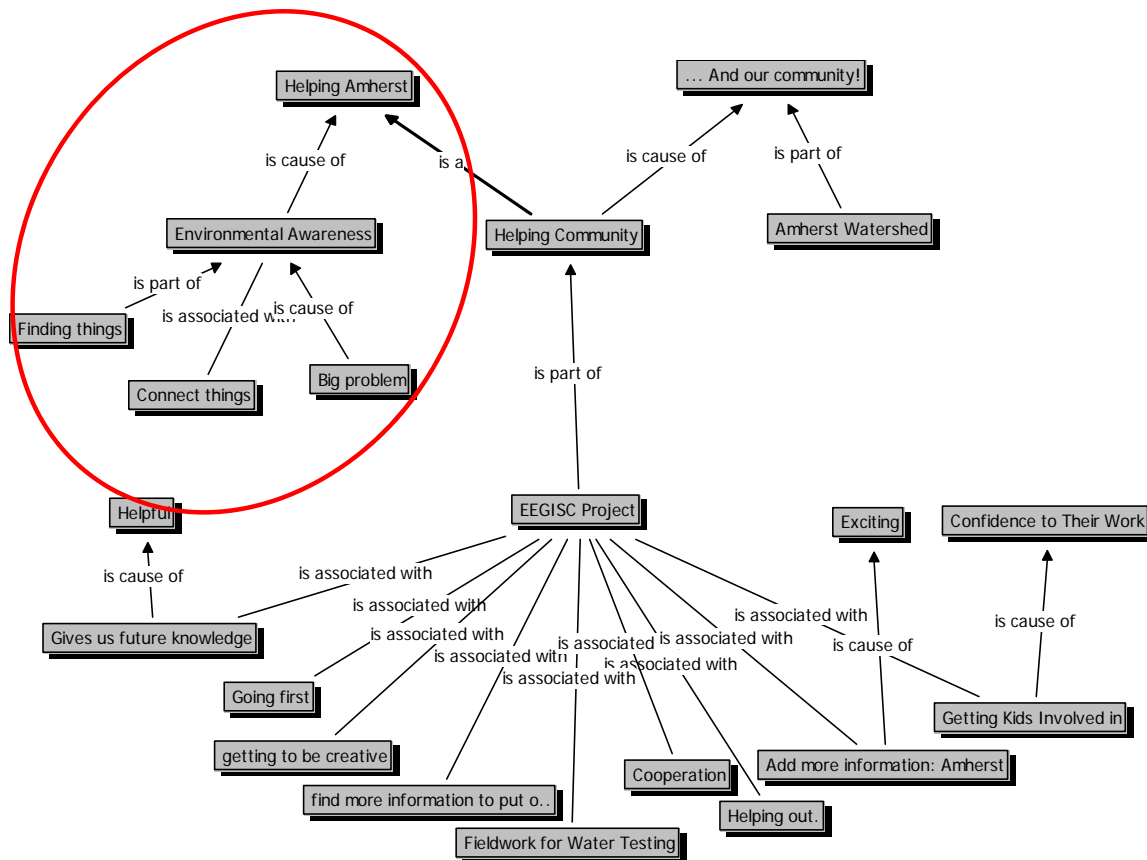 Helping Amherst
... And our community!
is cause of
is a
is cause of
is part of
Environmental Awareness
Helping Community
Amherst Watershed
is part of
is associated with
is cause of
Finding things
Connect things
Big problem
is part of
Helpful
EEGISC Project
Exciting
Confidence to Their Work
is cause of
is associated with
is associated with
is associated with
is associated with
is associated with
is associated
is associated with
is associated with
is associated with
is cause of
is cause of
Gives us future knowledge
Going first
getting to be creative
find more information to put o..
Fieldwork for Water Testing
Cooperation
Helping out.
Add more information: Amherst
Getting Kids Involved in